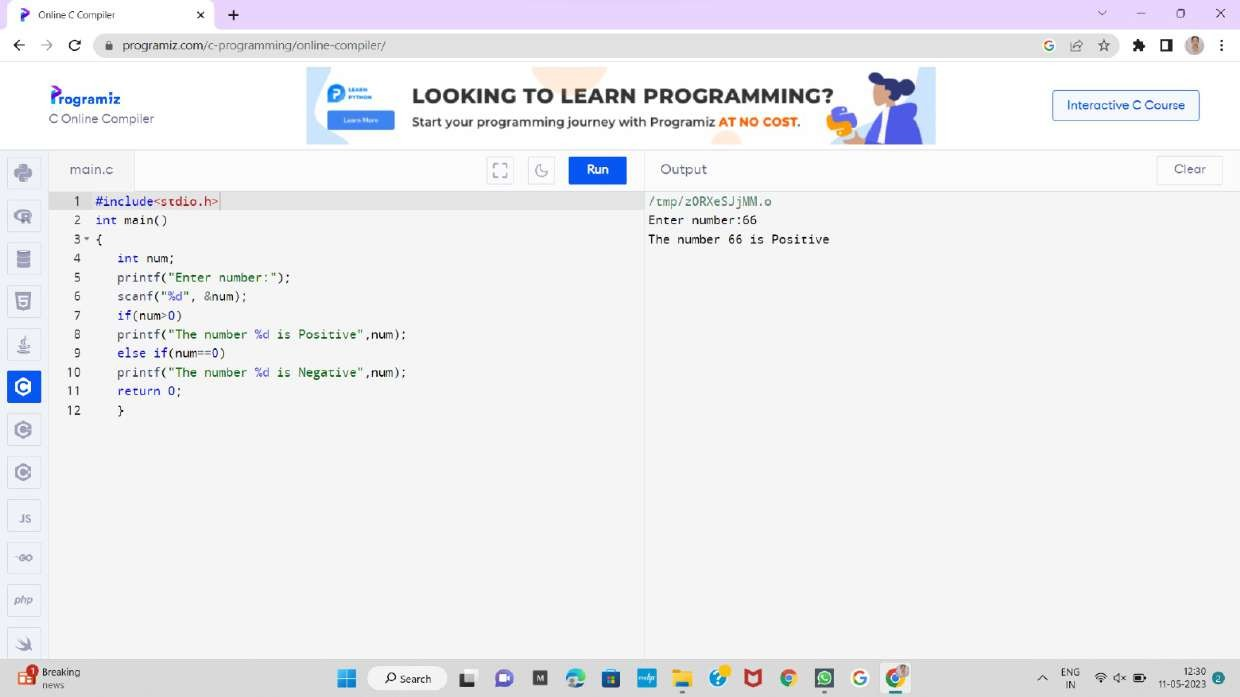 Online C Compiler
programiz.com/c-programming/online-compiler/
Programiz
C Online Compiler
LEARN
PYTHON
Learn More
LOOKING TO LEARN PROGRAMMING?
Start your programming journey with Programiz AT NO COST.
Interactive C Course
main.c
Run
Output
Clear
1 #include<stdio.h>
2 int main()
3 {
4 int num;
5 printf("Enter number:");
6 scanf("%d", &num);
7 if(num>0)
8 printf("The number %d is Positive",num);
9 else if(num==0)
10 printf("The number %d is Negative",num);
11 return 0;
12 }
/tmp/zORXeSJjMM.o
Enter number:66
The number 66 is Positive
JS
GO
php
1
Breaking
news
Search
ENG
IN
12:30
11-05-2023
2